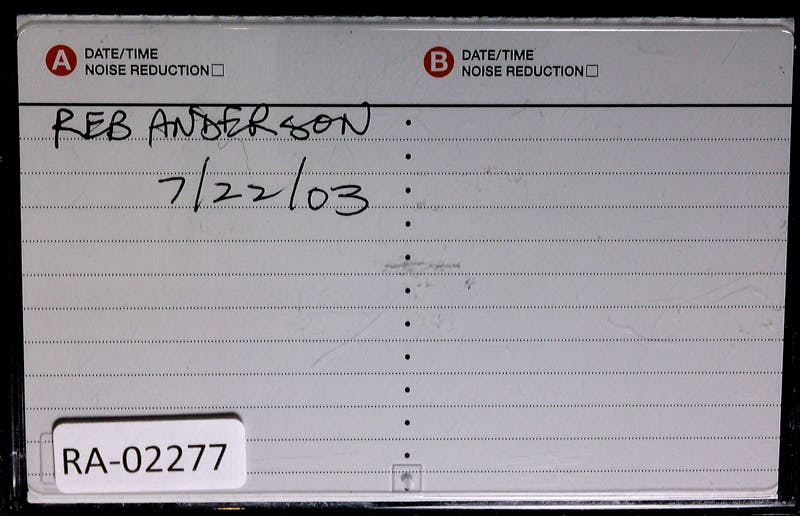 A DATE/TIME
NOISE REDUCTION
B DATE/TIME
NOISE REDUCTION
REB ANDERSON
7/22/03
RA-02277